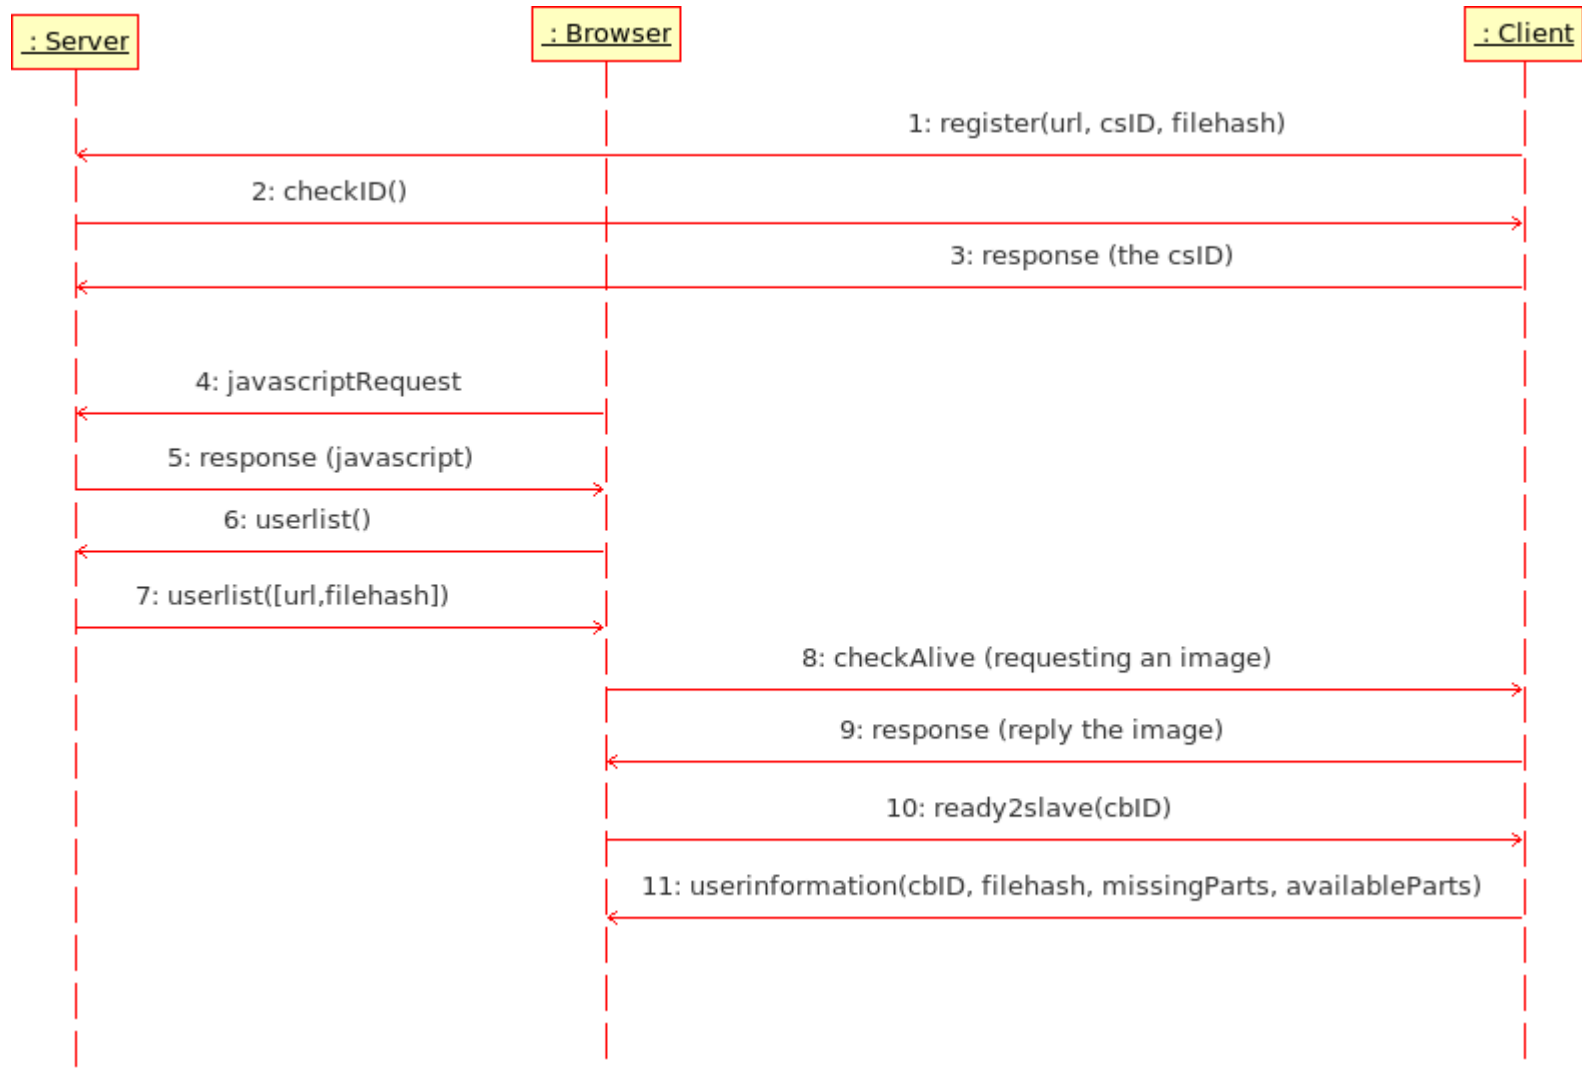 : Server
: Browser
: Client
1: register(url, csID, filehash)
2: checkID()
3: response (the csID)
4: javascriptRequest
5: response (javascript)
6: userlist()
7: userlist([url,filehash])
8: checkAlive (requesting an image)
9: response (reply the image)
10: ready2slave(cbID)
11: userinformation(cbID, filehash, missingParts, availableParts)